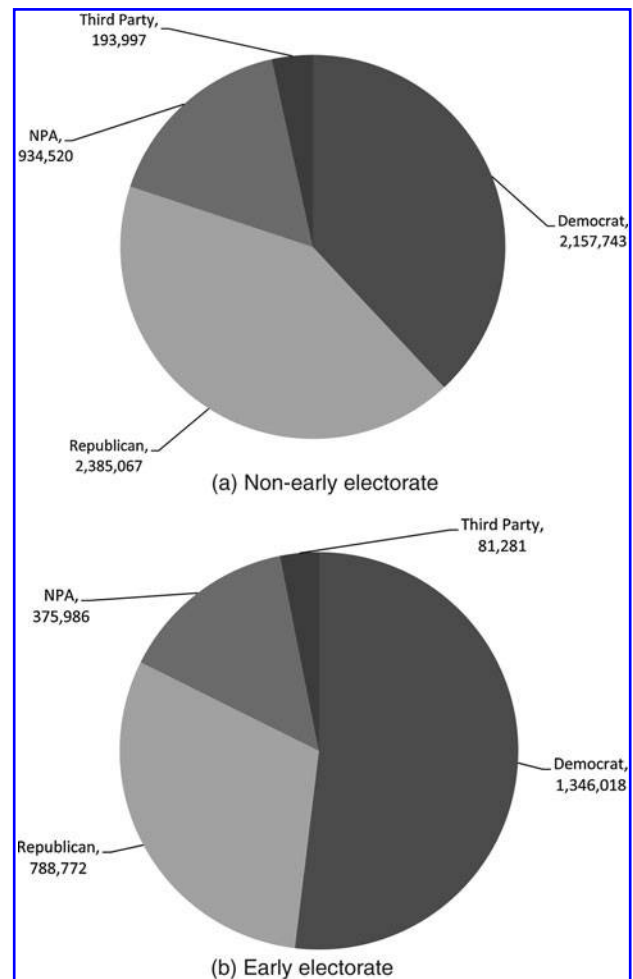 Third Party,
193,997
NPA,
934,520
Democrat,
2,157,743
Republican,
2,385,067
(a) Non-early electorate
Third Party,
81,281
NPA,
375,986
Democrat,
1,346,018
Republican,
788,772
(b) Early electorate